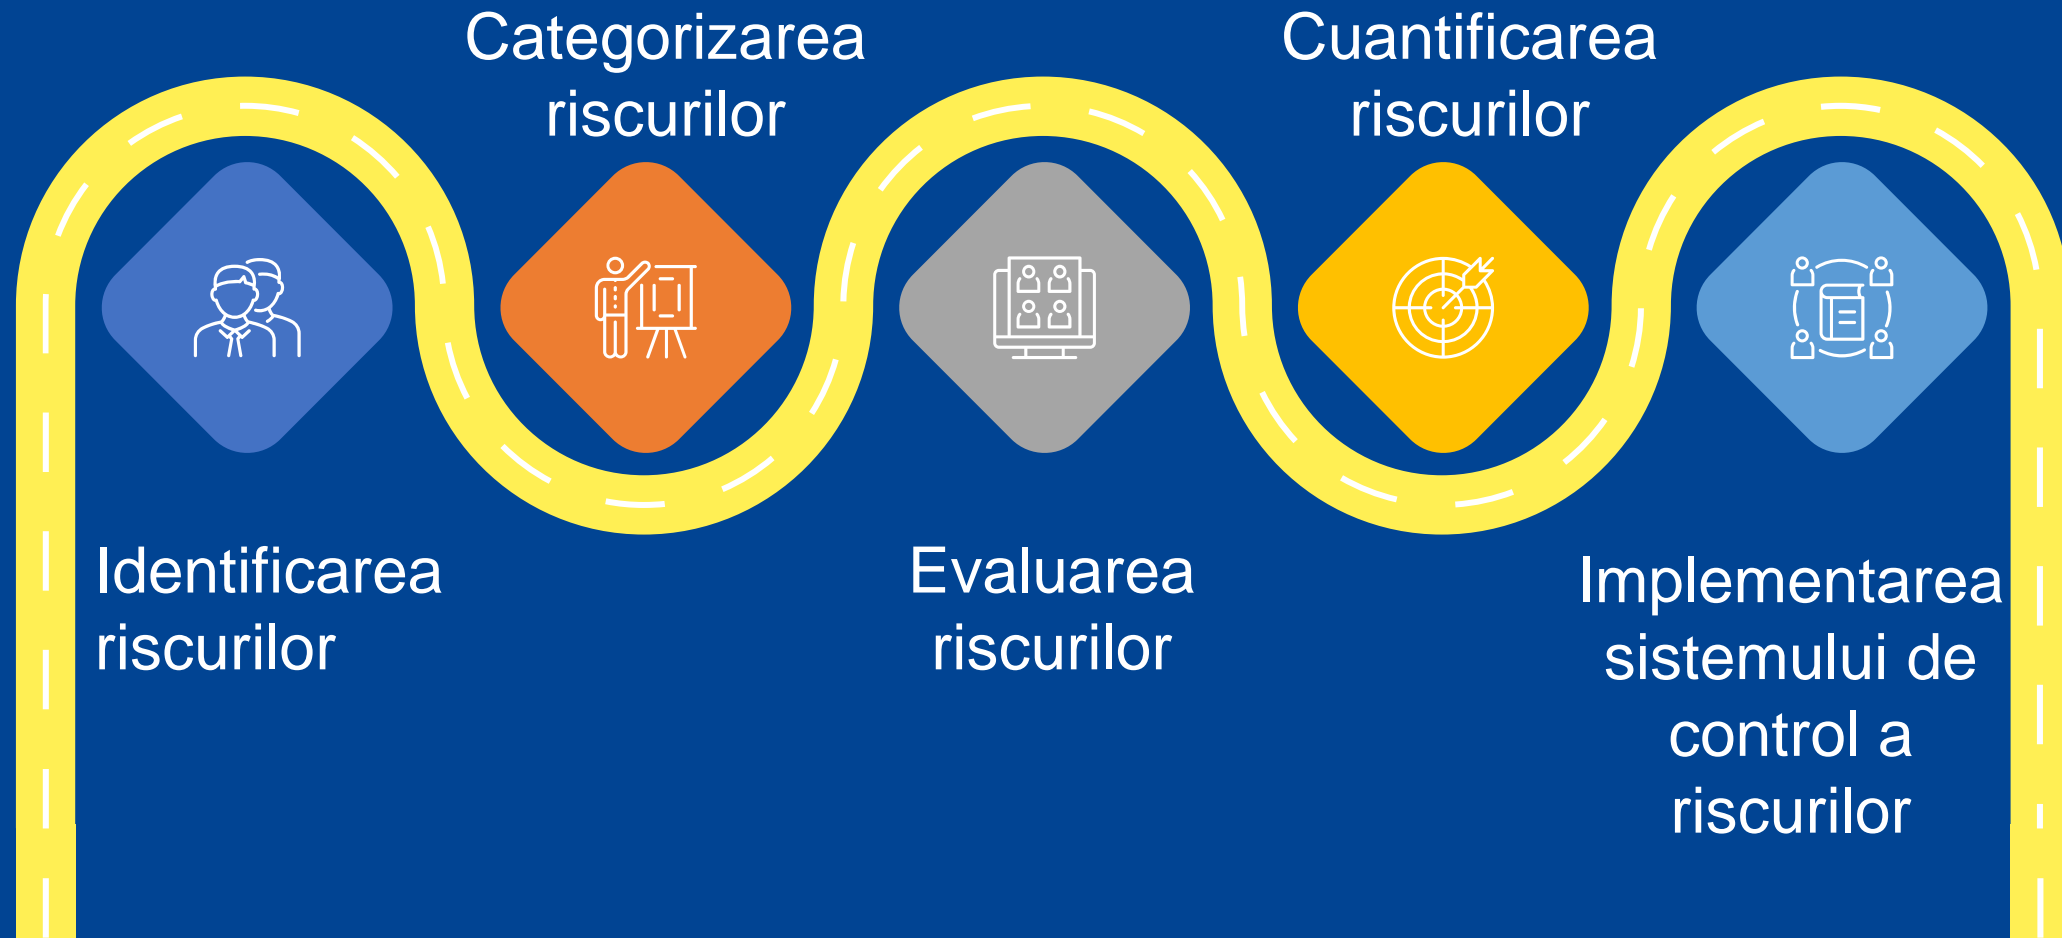 Identificarea
riscurilor
Categorizarea
riscurilor
Evaluarea
riscurilor
Cuantificarea
riscurilor
Implementarea
sistemului de
control a
riscurilor